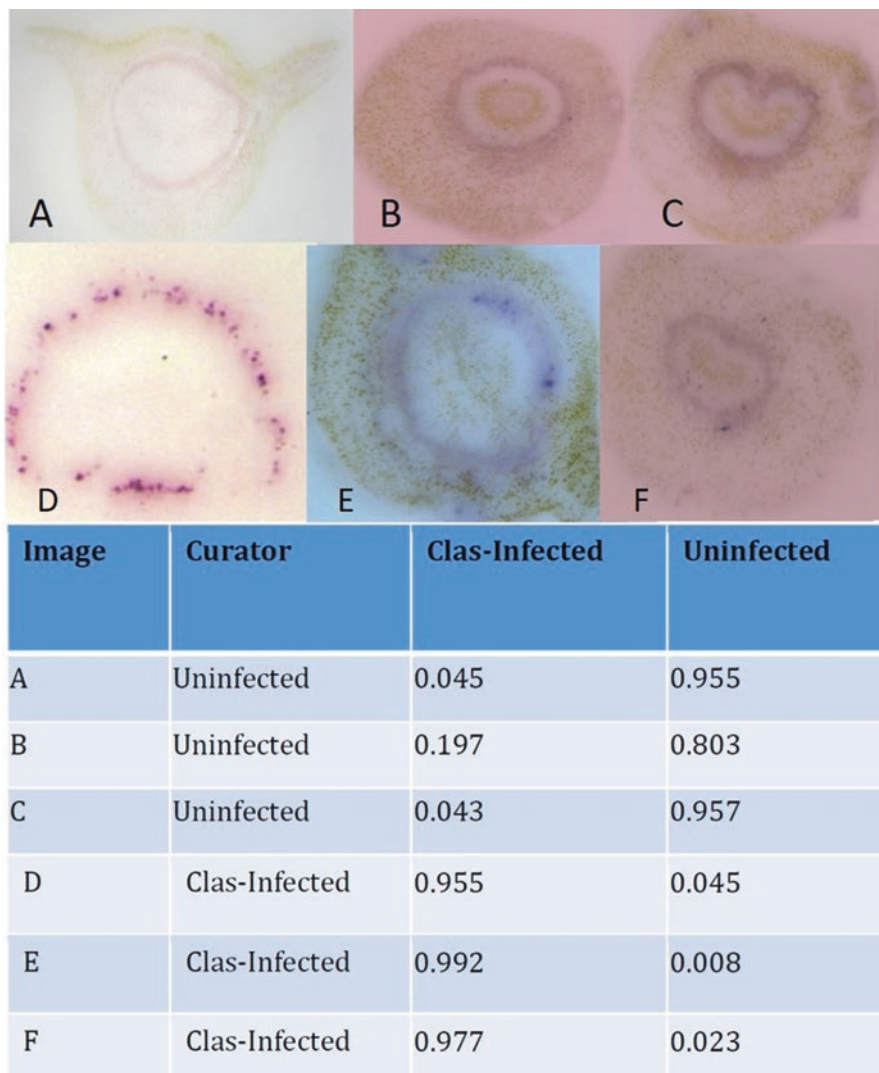 A B C
D E F
Image Curator Clas-Infected Uninfected
A Uninfected 0.045 0.955
B Uninfected 0.197 0.803
C Uninfected 0.043 0.957
D Clas-Infected 0.955 0.045
E Clas-Infected 0.992 0.008
F Clas-Infected 0.977 0.023